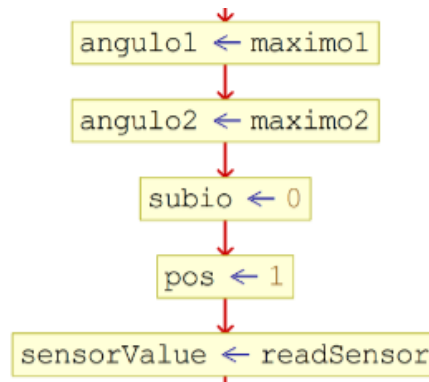 angulo1 ← maximo1
angulo2 ← maximo2
subio ← 0
pos ← 1
sensorValue ← readSensor